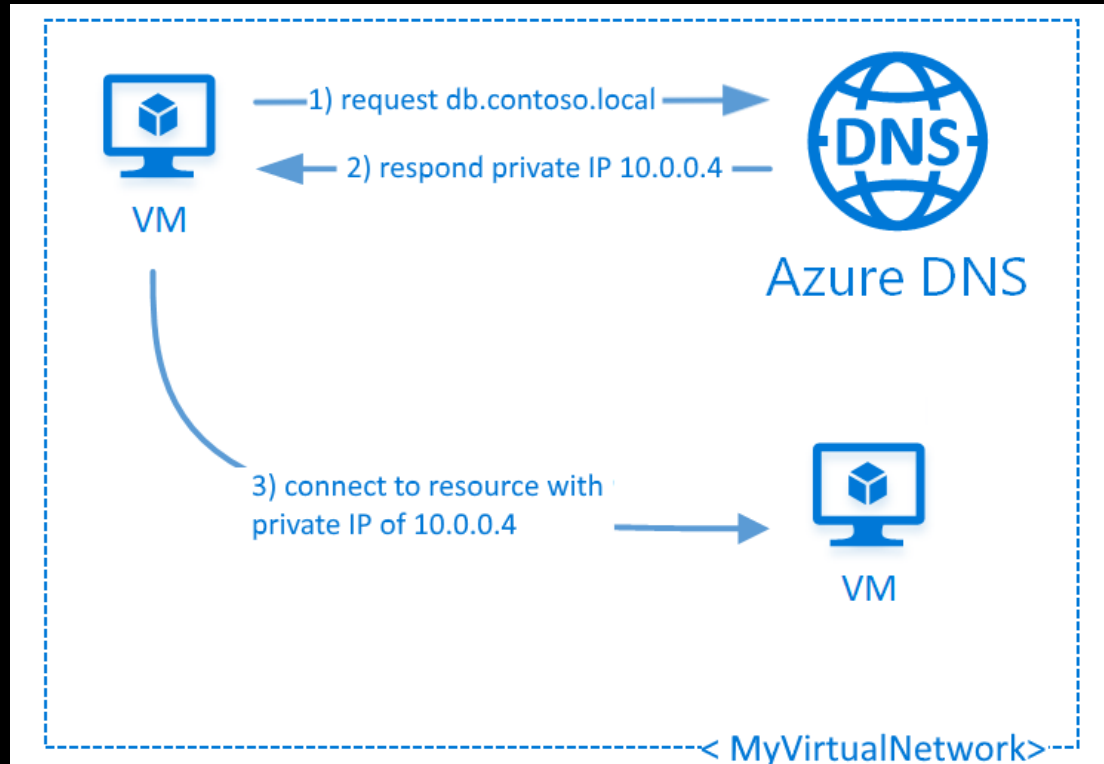 1) request db.contoso.local
2) respond private IP 10.0.0.4
DNS
VM
Azure DNS
3) connect to resource with
private IP of 10.0.0.4
VM
< MyVirtualNetwork>